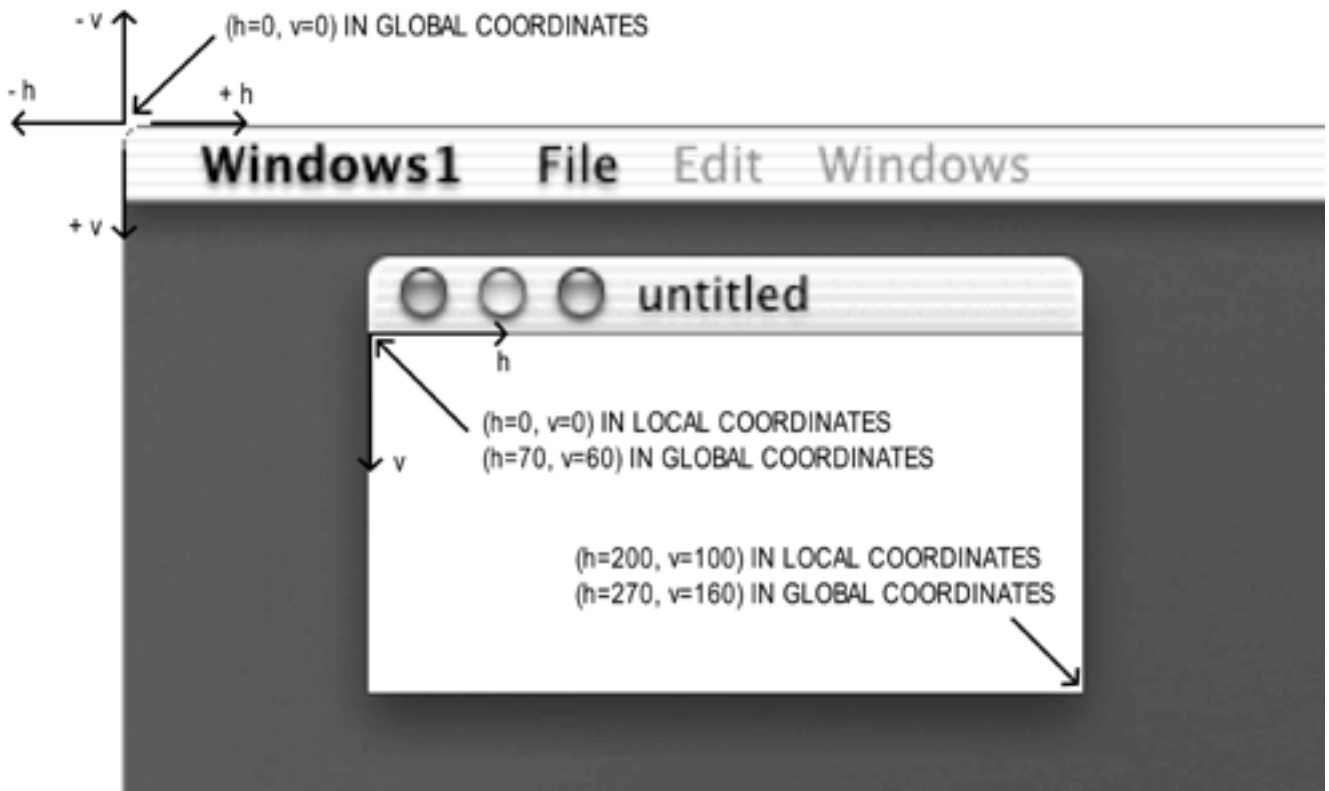 - v
(h=0, v=0) IN GLOBAL COORDINATES
- h
+ h
Windows1 File Edit Windows
+ v
untitled
h
(h=0, v=0) IN LOCAL COORDINATES
v
(h=70, v=60) IN GLOBAL COORDINATES
(h=200, v=100) IN LOCAL COORDINATES
(h=270, v=160) IN GLOBAL COORDINATES